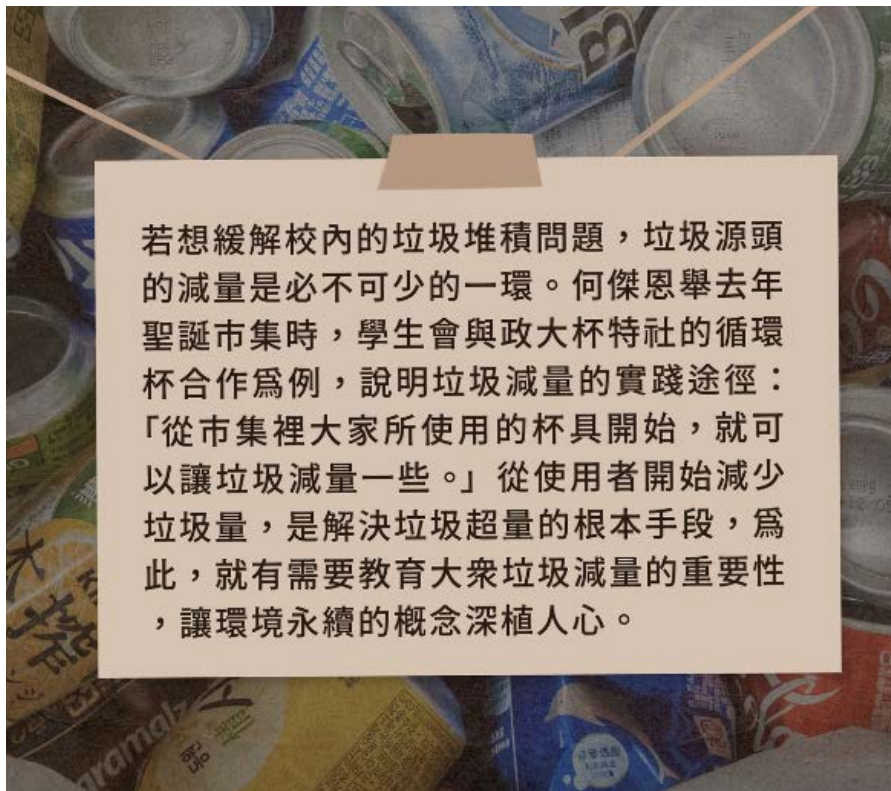 若想緩解校內的垃圾堆積問題，垃圾源頭
的減量是必不可少的一環。何傑恩舉去年
聖誕市集時，學生會與政大杯特社的循環
杯合作爲例，說明垃圾減量的實踐途徑：
「從市集裡大家所使用的杯具開始，就可
以讓垃圾減量一些。」從使用者開始減少
垃圾量，是解決垃圾超量的根本手段，爲
此，就有需要教育大衆垃圾減量的重要性
，讓環境永續的概念深植人心。